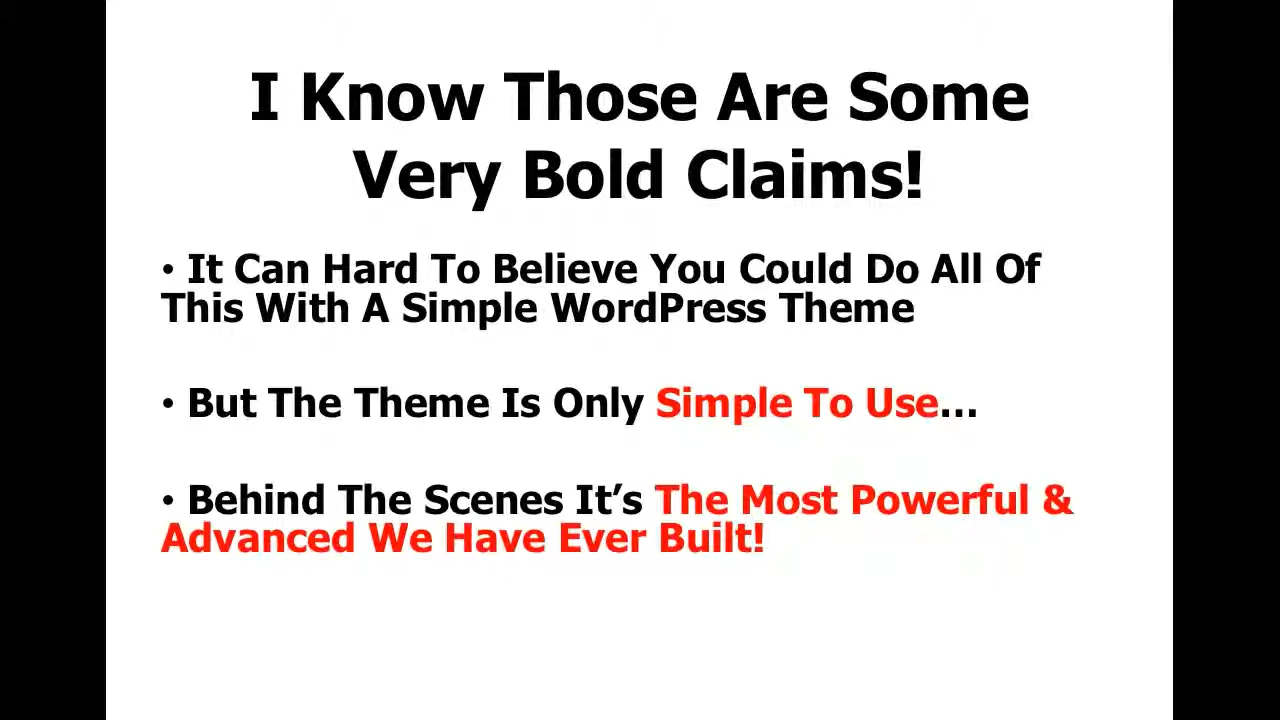 I Know Those Are Some
Very Bold Claims!
• It Can Hard To Believe You Could Do All Of
This With A Simple WordPress Theme
• But The Theme Is Only Simple To Use…
• Behind The Scenes It’s The Most Powerful &
Advanced We Have Ever Built!